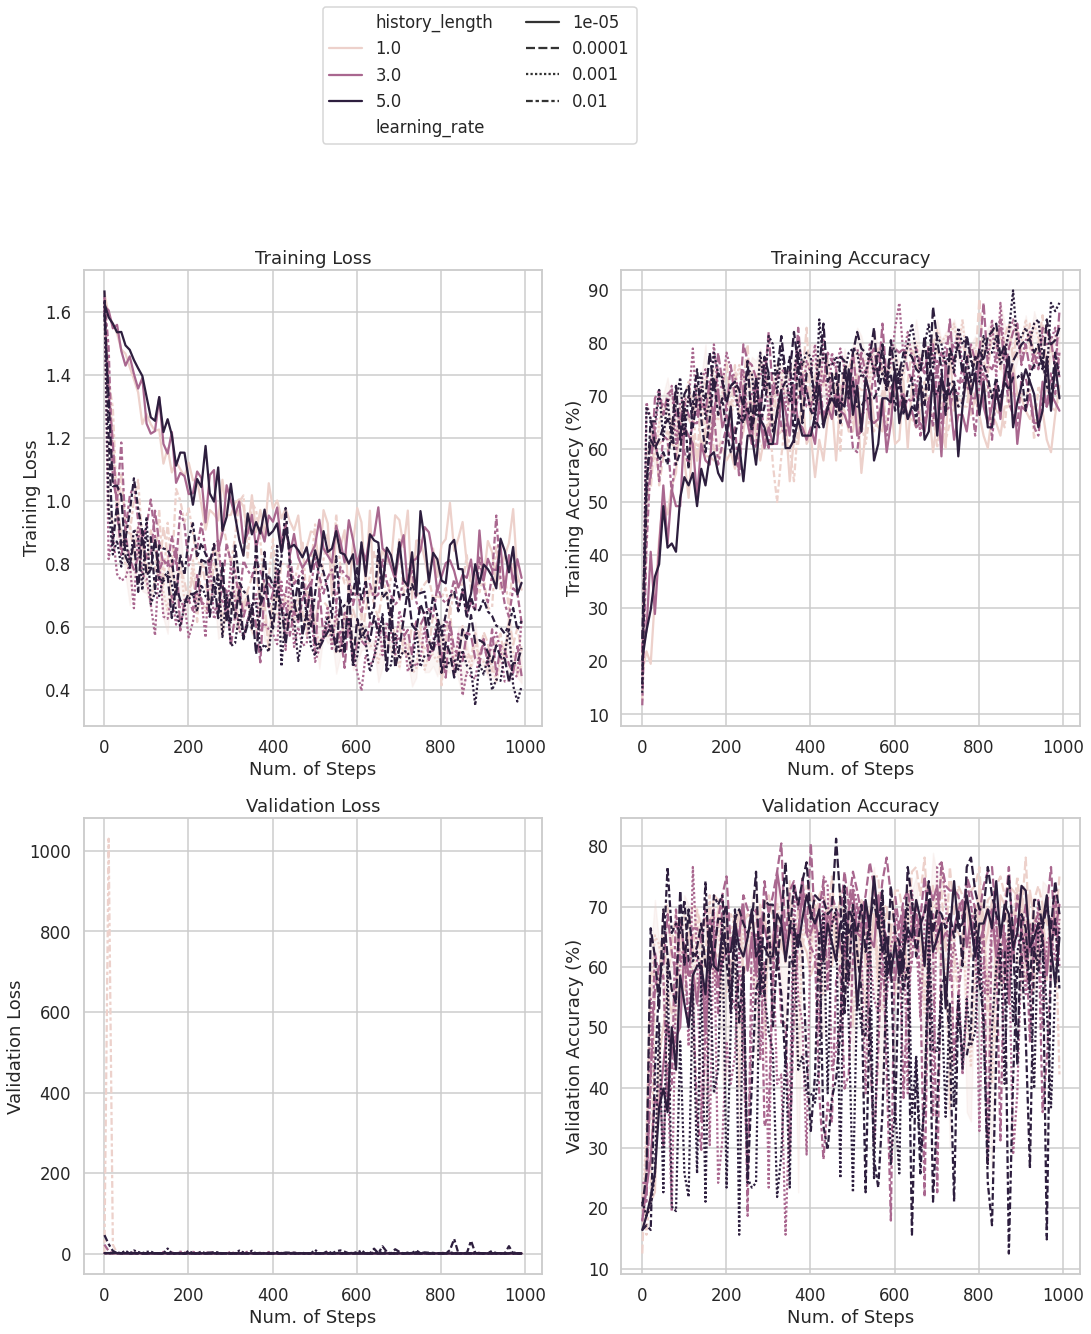 history_length
1.0
3.0
5.0
learning_rate
1e-05
0.0001
0.001
0.01
Training Loss
Training Loss
1.6
1.4
1.2
1.0
0.8
0.6
0.4
0 200 400 600 800 1000
Num. of Steps
Training Accuracy
Training Accuracy (%)
90
80
70
60
50
40
30
20
10
0 200 400 600 800 1000
Num. of Steps
Validation Loss
Validation Loss
1000
800
600
400
200
0
0 200 400 600 800 1000
Num. of Steps
Validation Accuracy
Validation Accuracy (%)
80
70
60
50
40
30
20
10
0 200 400 600 800 1000
Num. of Steps